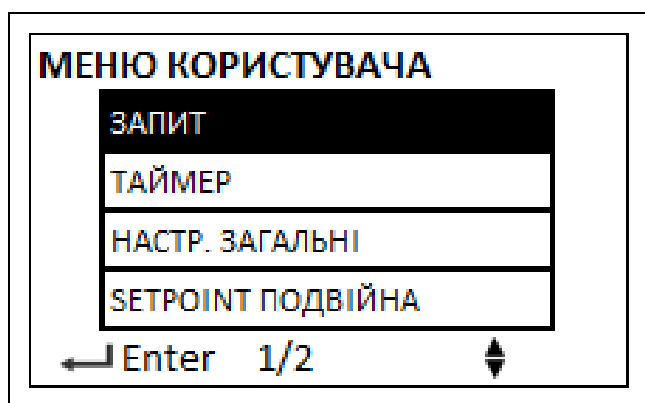 МЕНЮ КОРИСТУВАЧА
ЗАПИТ
ТАЙМЕР
НАСТР. ЗАГАЛЬНІ
SETPOINT ПОДВІЙНА
Enter 1/2